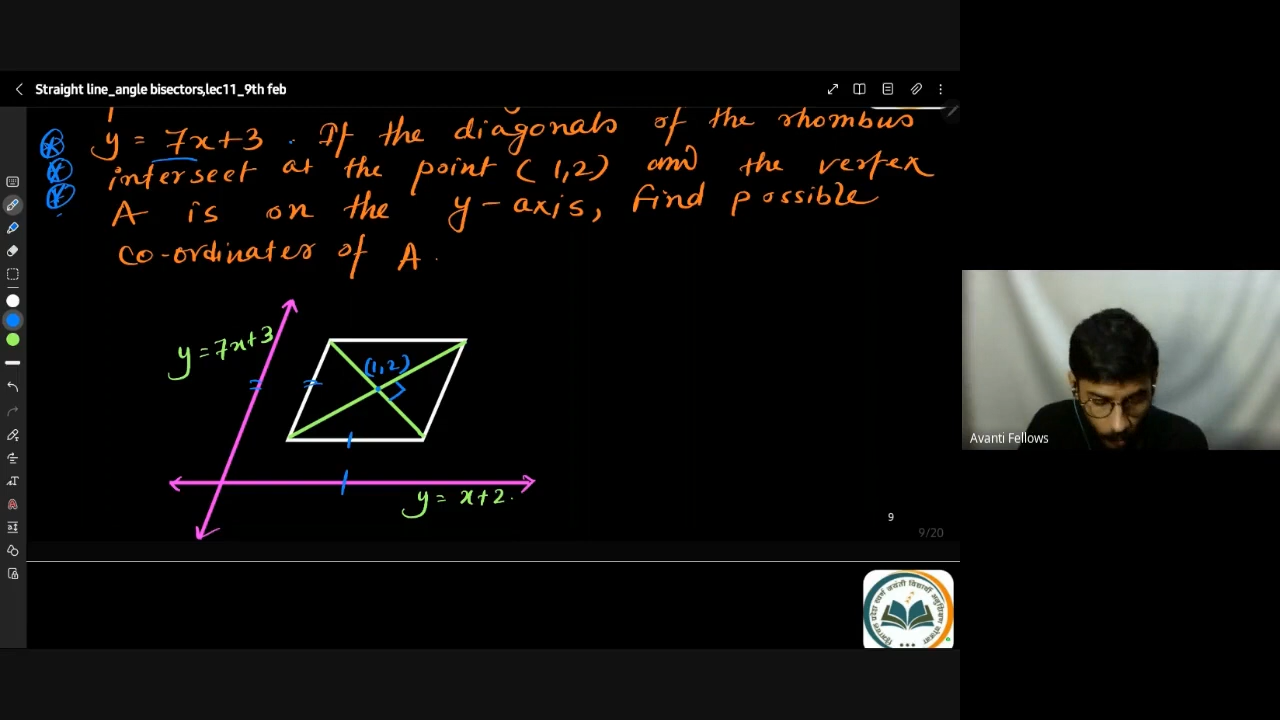 Straight line_angle bisectors,lec11_9th feb
y = 7x+3 . If the diagonals of the rhombus
interseet at the point (1,2) and the vertex
A is on the y-axis, find possible
co-ordinates of A.
y = 7x+3
(1,2)
y = x+2.
Avanti Fellows
9
9/20